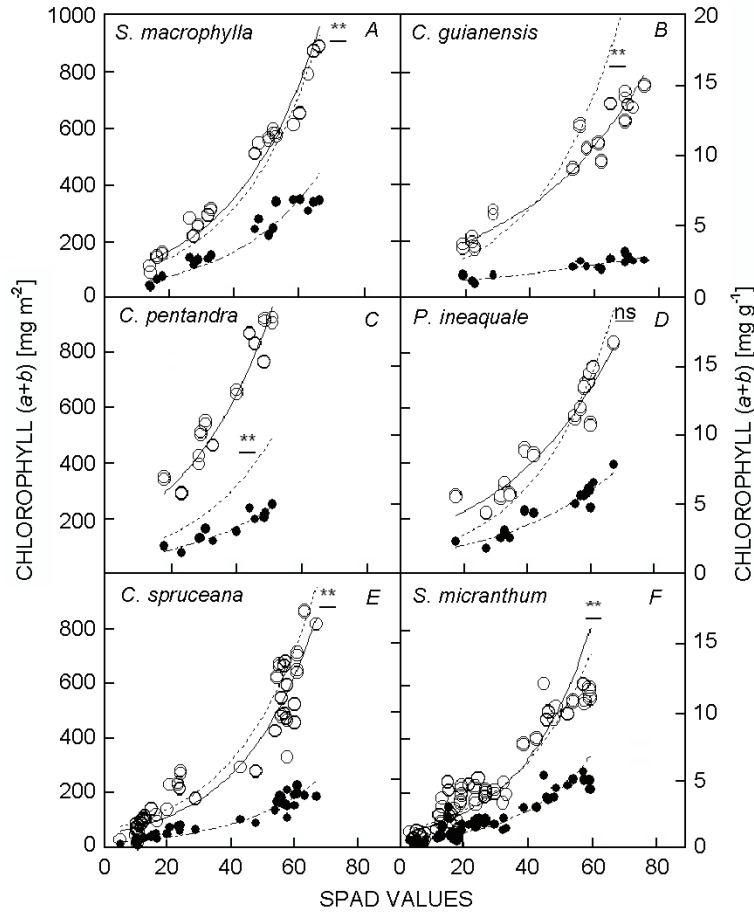 1000
800
600
400
200
0
S. macrophylla
A
**
C. guianensis
B
**
20
15
10
5
0
CHLOROPHYLL (a+b) [mg m-2]
CHLOROPHYLL (a+b) [mg g-1]
C. pentandra
C
**
800
600
400
200
P. ineaquale
D
ns
15
10
5
C. spruceana
E
**
800
600
400
200
0
S. micranthum
F
**
15
10
5
0
0 20 40 60 80
0 20 40 60 80
SPAD VALUES